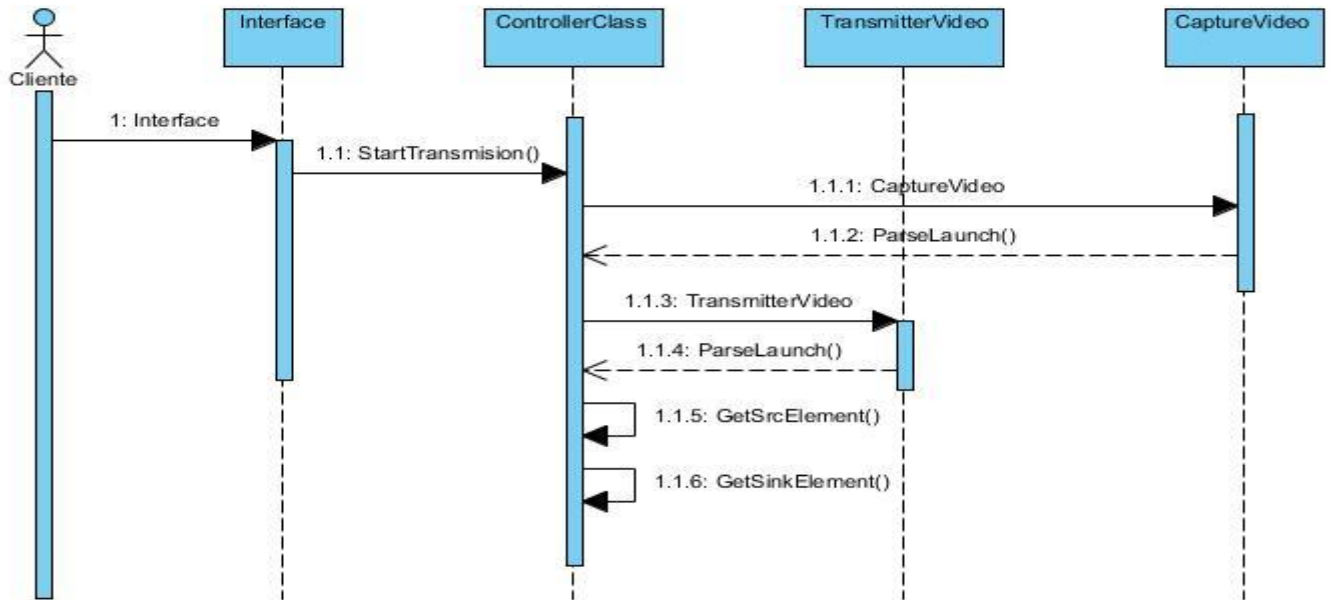 Interface
ControllerClass
TransmitterVideo
CaptureVideo
Cliente
1: Interface
1.1: StartTransmision()
1.1.1: CaptureVideo
1.1.2: ParseLaunch()
1.1.3: TransmitterVideo
1.1.4: ParseLaunch()
1.1.5: GetSrcElement()
1.1.6: GetSinkElement()